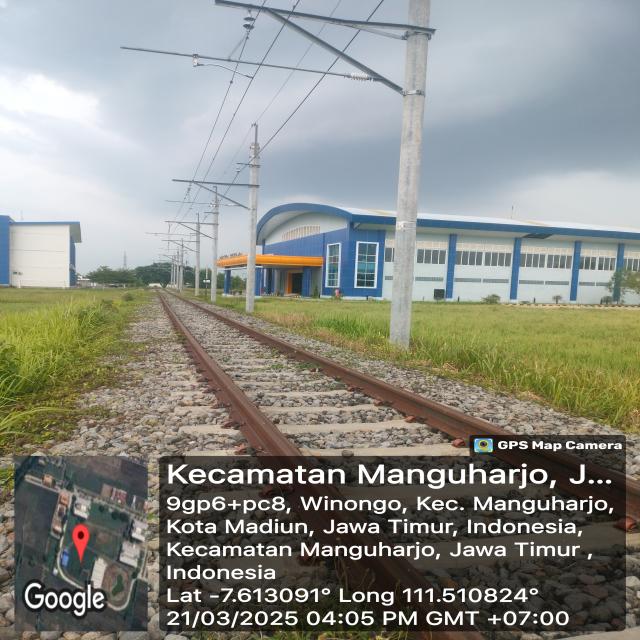 GPS Map Camera
Kecamatan Manguharjo, J...
9gp6+pc8, Winongo, Kec. Manguharjo,
Kota Madiun, Jawa Timur, Indonesia,
Kecamatan Manguharjo, Jawa Timur ,
Indonesia
Lat -7.613091° Long 111.510824°
21/03/2025 04:05 PM GMT +07:00
Google